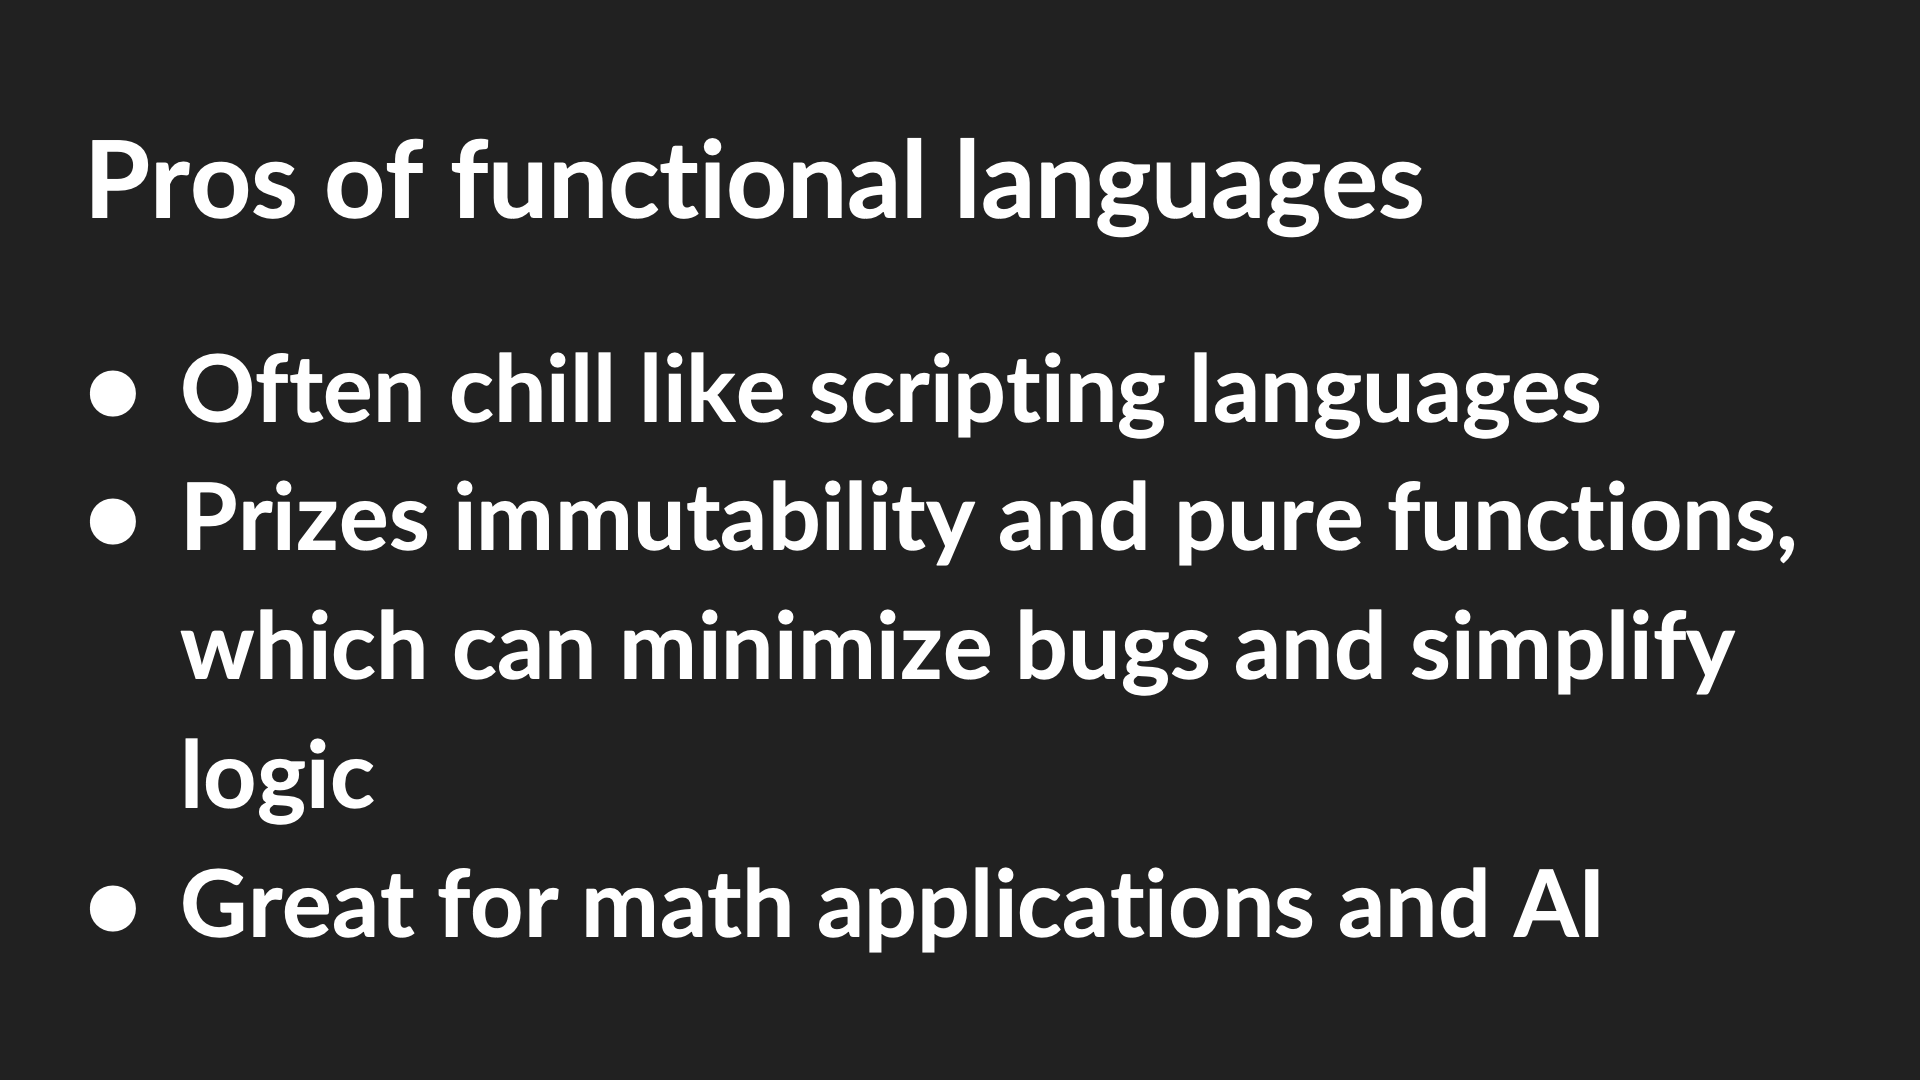 Pros of functional languages
● Often chill like scripting languages
● Prizes immutability and pure functions,
which can minimize bugs and simplify
logic
● Great for math applications and AI